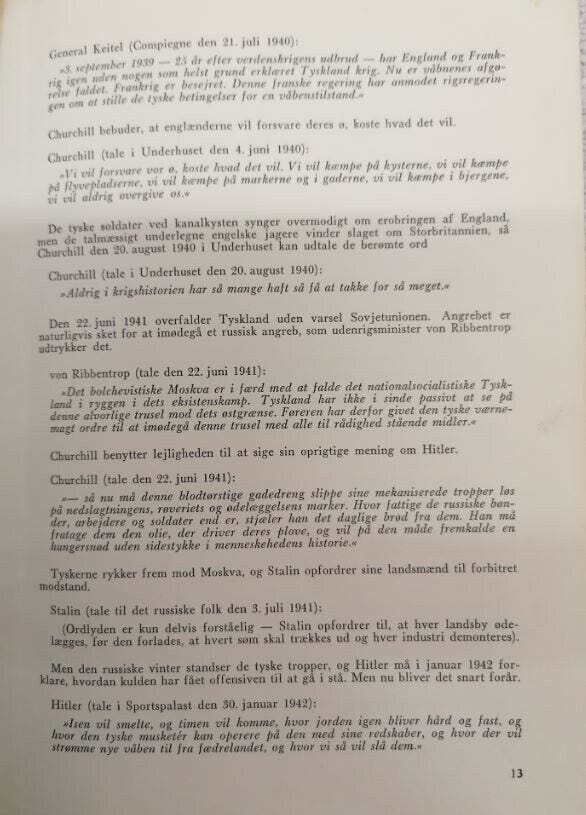 General Keitel (Compiegne den 21. juli 1940):
»3. september 1939 — 25 år efter verdenskrigens udbrud — har England og Frank-
rig igen uden nogen som helst grund erklæret Tyskland krig. Nu er våbnenes afgø-
relse faldet. Frankrig er besejret. Denne franske regering har anmodet rigsregerin-
gen om at stille de tyske betingelser for en våbenstilstand.«
Churchill bebuder, at englænderne vil forsvare deres ø, koste hvad det vil.
Churchill (tale i Underhuset den 4. juni 1940):
»Vi vil forsvare vor ø, koste hvad det vil. Vi vil kæmpe på kysterne, vi vil kæmpe
på flyvepladserne, vi vil kæmpe på markerne og i gaderne, vi vil kæmpe i bjergene,
vi vil aldrig overgive os.«
De tyske soldater ved kanalkysten synger overmodigt om erobringen af England,
men de talmæssigt underlegne engelske jagere vinder slaget om Storbritannien, så
Churchill den 20. august 1940 i Underhuset kan udtale de berømte ord
Churchill (tale i Underhuset den 20. august 1940):
»Aldrig i krigshistorien har så mange haft så få at takke for så meget.«
Den 22. juni 1941 overfalder Tyskland uden varsel Sovjetunionen. Angrebet er
naturligvis sket for at imødegå et russisk angreb, som udenrigsminister von Ribbentrop
udtrykker det.
von Ribbentrop (tale den 22. juni 1941):
»Det bolchevistiske Moskva er i færd med at falde det nationalsocialistiske Tysk-
land i ryggen i dets eksistenskamp. Tyskland har ikke i sinde passivt at se på
denne alvorlige trusel mod dets østgrænse. Føreren har derfor givet den tyske værne-
magt ordre til at imødegå denne trusel med alle til rådighed stående midler.«
Churchill benytter lejligheden til at sige sin oprigtige mening om Hitler.
Churchill (tale den 22. juni 1941):
»— så nu må denne blodtørstige gadedreng slippe sine mekaniserede tropper løs
på nedslagtningens, røveriets og ødelæggelsens marker. Hvor fattige de russiske bøn-
der, arbejdere og soldater end er, stjæler han det daglige brød fra dem. Han må
fratage dem den olie, der driver deres plove, og vil på den måde fremkalde en
hungersnød uden sidestykke i menneskehedens historie.«
Tyskerne rykker frem mod Moskva, og Stalin opfordrer sine landsmænd til forbitret
modstand.
Stalin (tale til det russiske folk den 3. juli 1941):
(Ordlyden er kun delvis forståelig — Stalin opfordrer til, at hver landsby øde-
lægges, før den forlades, at hvert søm skal trækkes ud og hver industri demonteres).
Men den russiske vinter standser de tyske tropper, og Hitler må i januar 1942 for-
klare, hvordan kulden har fået offensiven til at gå i stå. Men nu bliver det snart forår.
Hitler (tale i Sportspalast den 30. januar 1942):
»Isen vil smelte, og timen vil komme, hvor jorden igen bliver hård og fast, og
hvor den tyske musketér kan operere på den med sine redskaber, og hvor der vil
strømme nye våben til fra fædrelandet, og hvor vi så vil slå dem.«
13